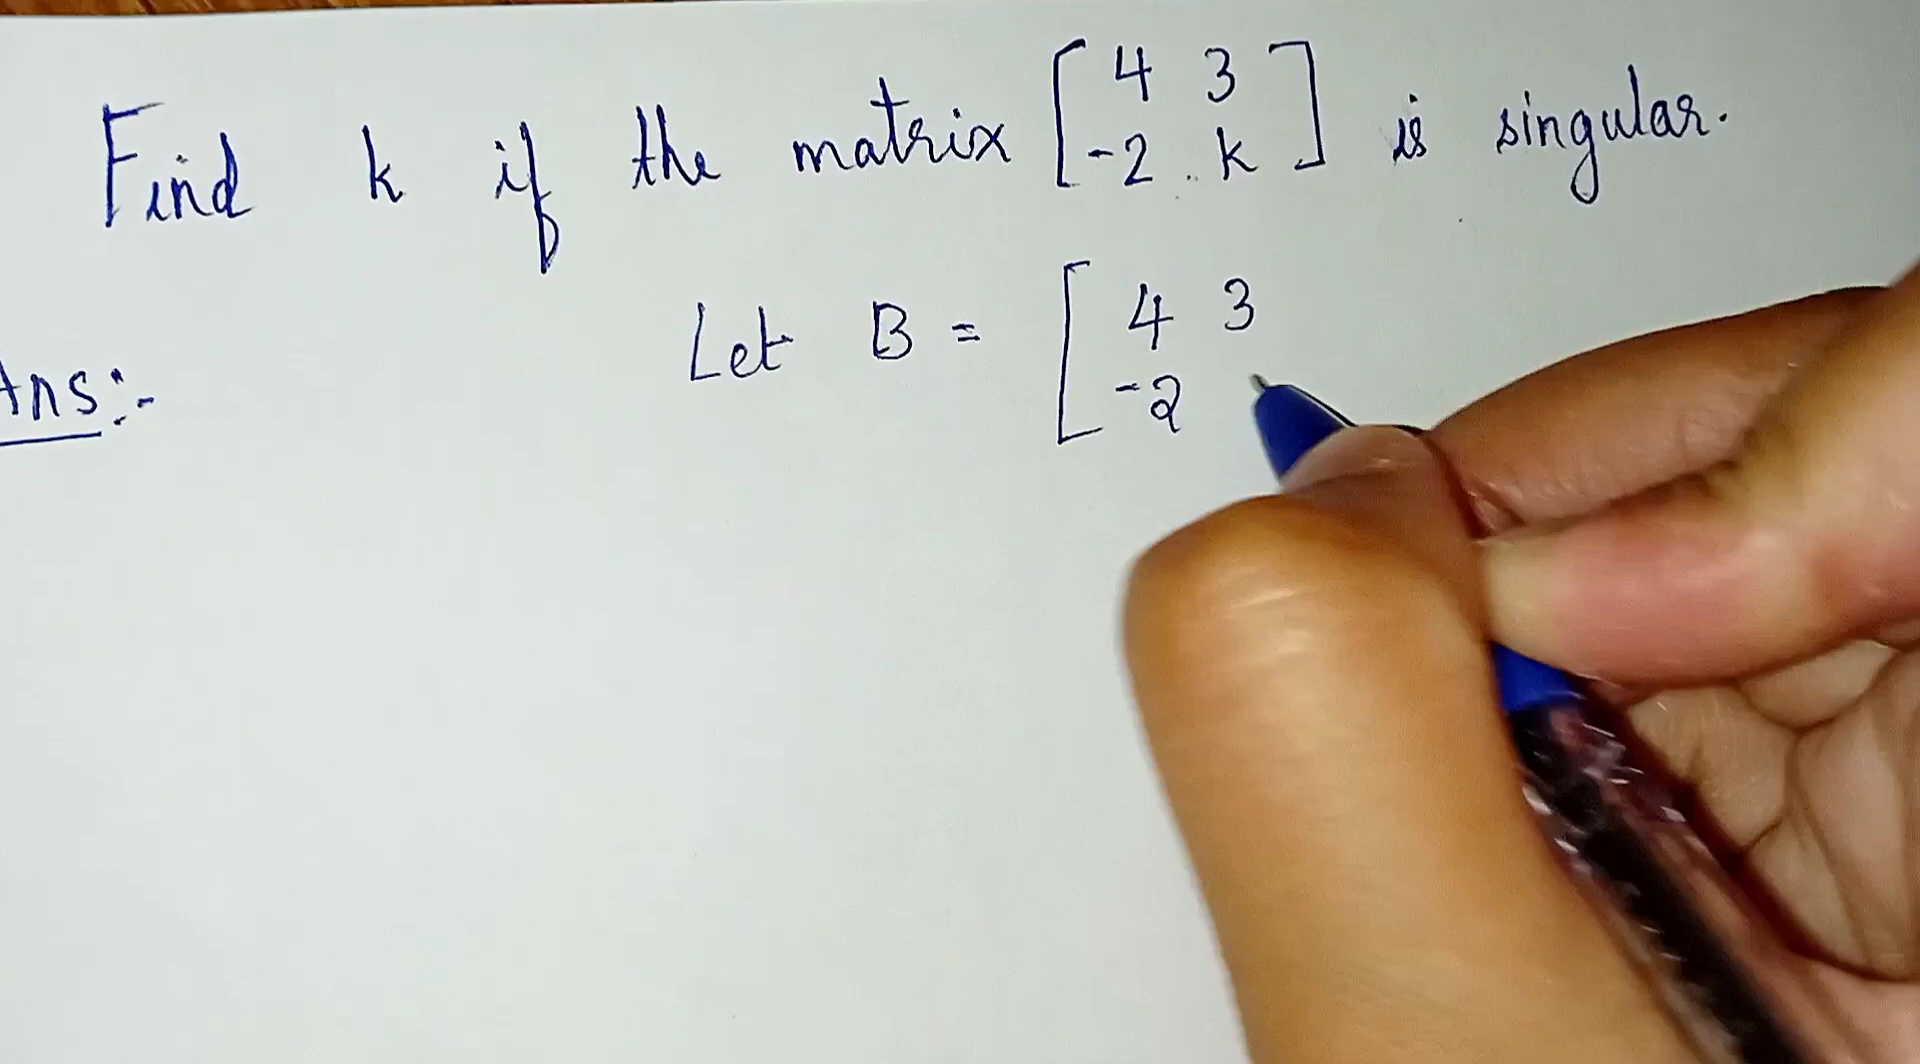 Find k if the matrix [4 3
-2 k] is singular.
Let B = [4 3
-2
Ans:-